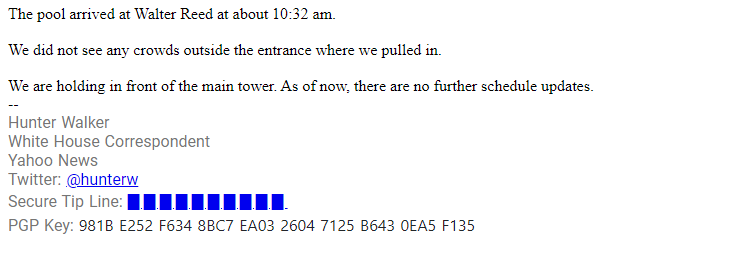 The pool arrived at Walter Reed at about 10:32 am.
We did not see any crowds outside the entrance where we pulled in.
We are holding in front of the main tower. As of now, there are no further schedule updates.
--
Hunter Walker
White House Correspondent
Yahoo News
Twitter: @hunterw
Secure Tip Line:
PGP Key: 981B E252 F634 8BC7 EA03 2604 7125 B643 0EA5 F135